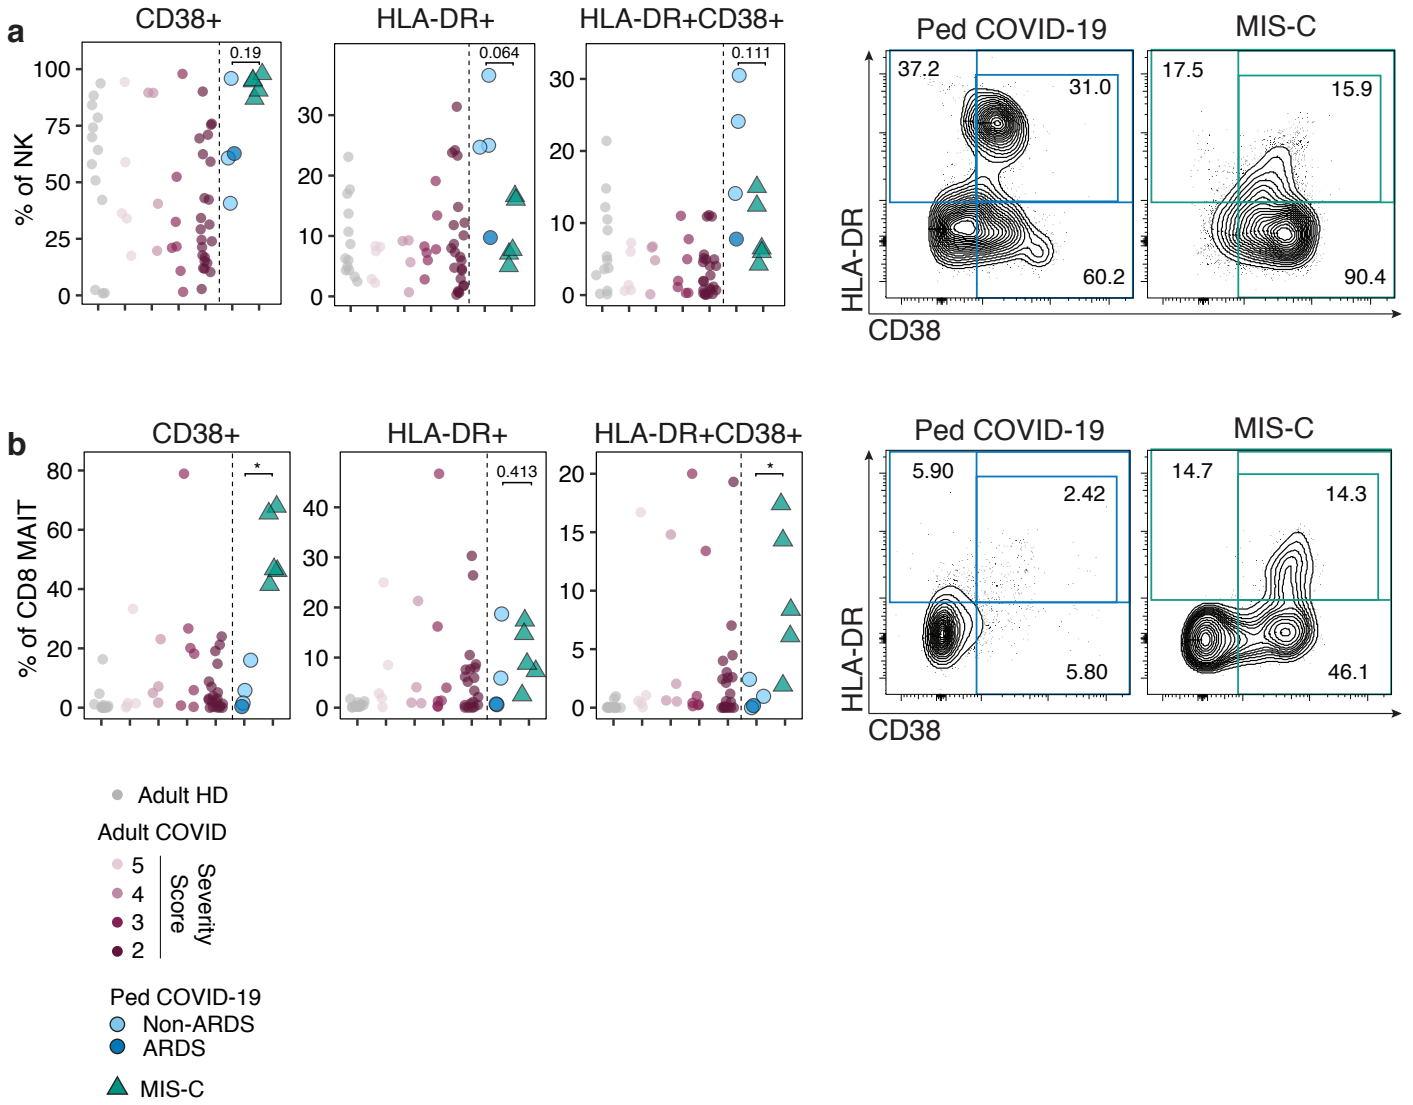 a
CD38+
HLA-DR+
HLA-DR+CD38+
Ped COVID-19
MIS-C
% of NK
100
75
50
25
0
0.19
30
20
10
0
0.064
30
20
10
0
0.111
HLA-DR
37.2
31.0
60.2
17.5
15.9
90.4
CD38
b
CD38+
HLA-DR+
HLA-DR+CD38+
Ped COVID-19
MIS-C
% of CD8 MAIT
80
60
40
20
0
*
40
30
20
10
0
0.413
20
15
10
5
0
*
HLA-DR
5.90
2.42
5.80
14.7
14.3
46.1
CD38
Adult HD
Adult COVID
5
4
3
2
Severity
Score
Ped COVID-19
Non-ARDS
ARDS
MIS-C